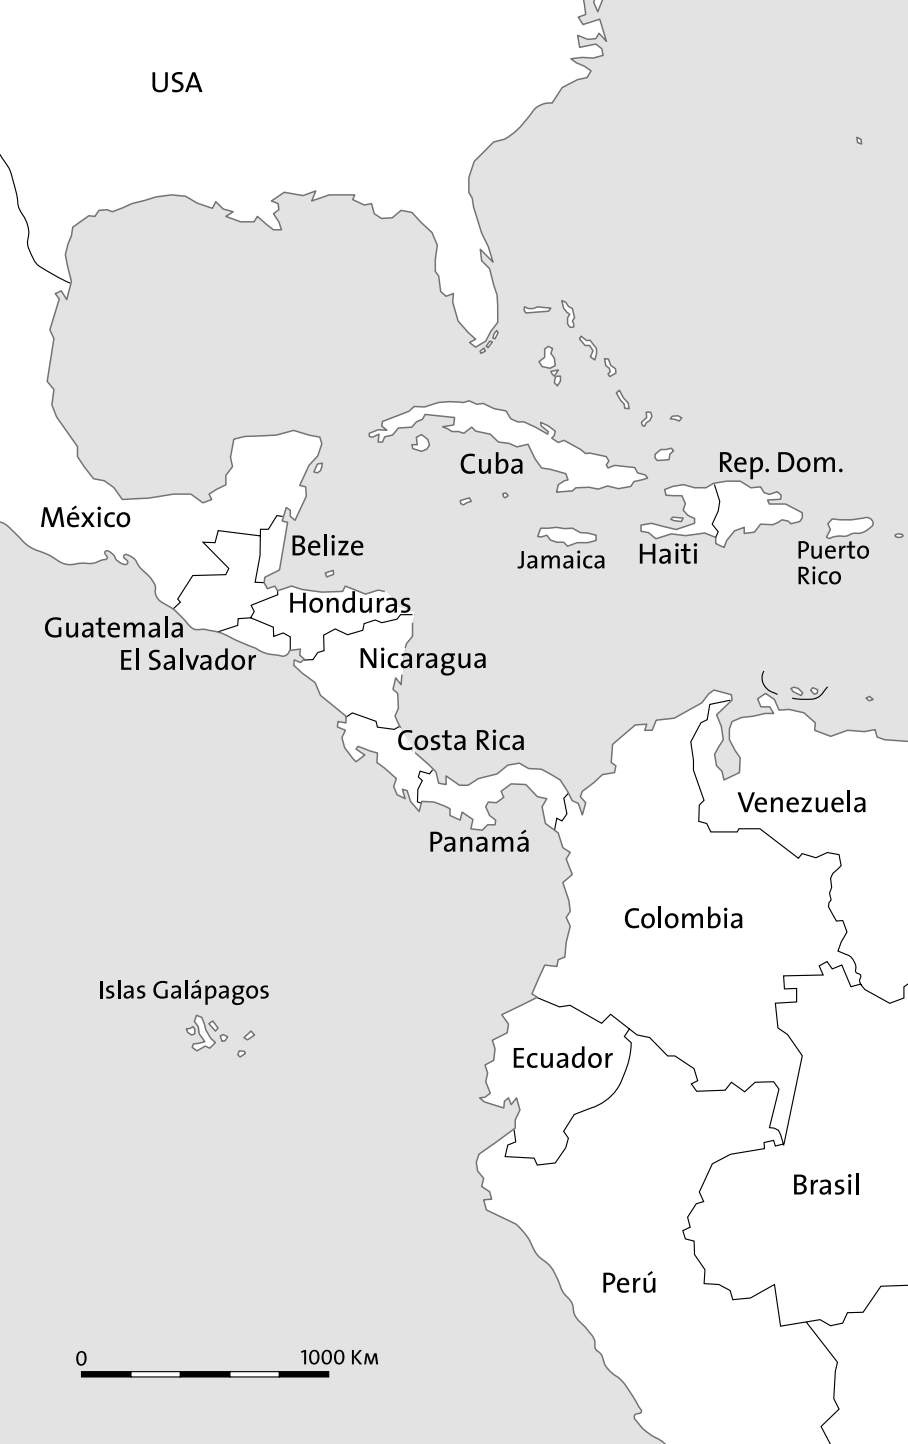 USA
Cuba
Rep. Dom.
México
Belize
Jamaica
Haiti
Puerto
Rico
Honduras
Guatemala
El Salvador
Nicaragua
Costa Rica
Venezuela
Panamá
Colombia
Islas Galápagos
Ecuador
Brasil
Perú
0
1000 Km